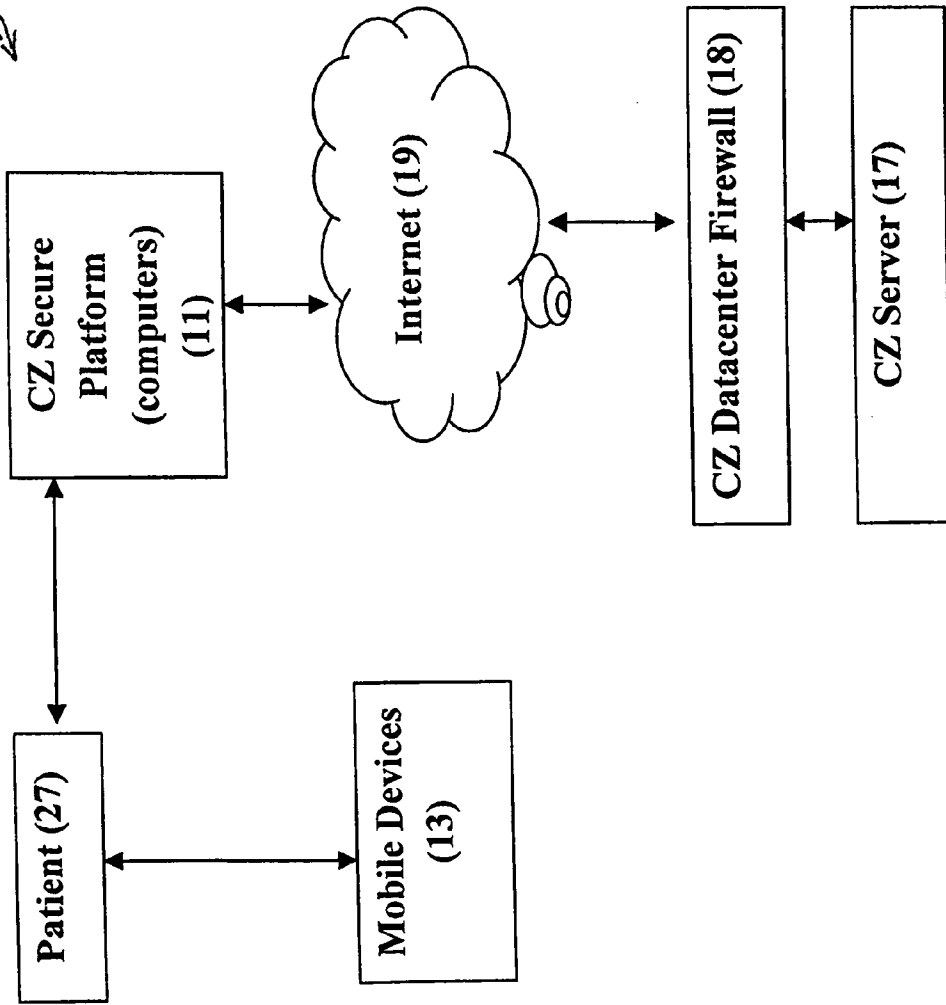 Patient (27)
Mobile Devices
(13)
CZ Secure
Platform
(computers)
(11)
Internet (19)
CZ Datacenter Firewall (18)
CZ Server (17)